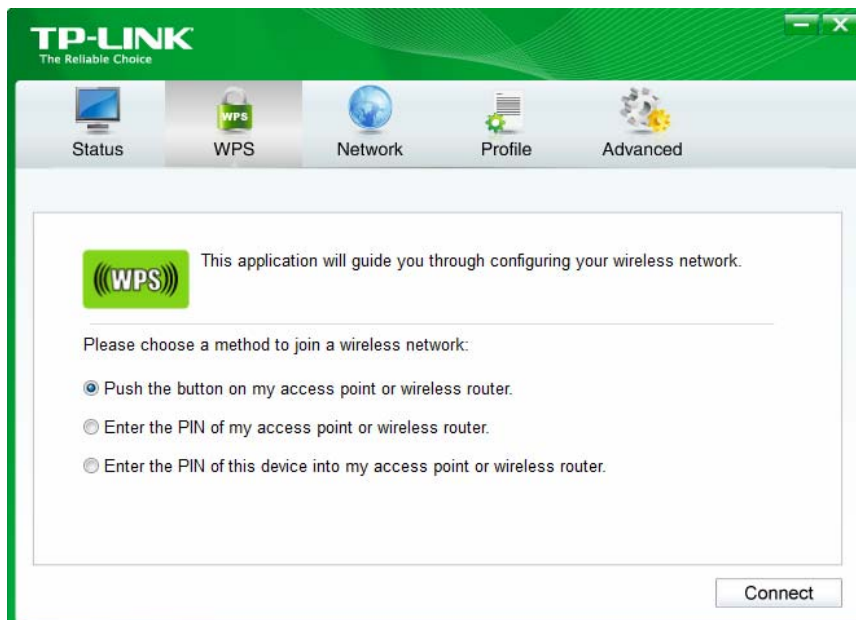 TP-LINK
The Reliable Choice
Status WPS Network Profile Advanced
WPS
(((WPS)))
This application will guide you through configuring your wireless network.
Please choose a method to join a wireless network:
Push the button on my access point or wireless router.
Enter the PIN of my access point or wireless router.
Enter the PIN of this device into my access point or wireless router.
Connect